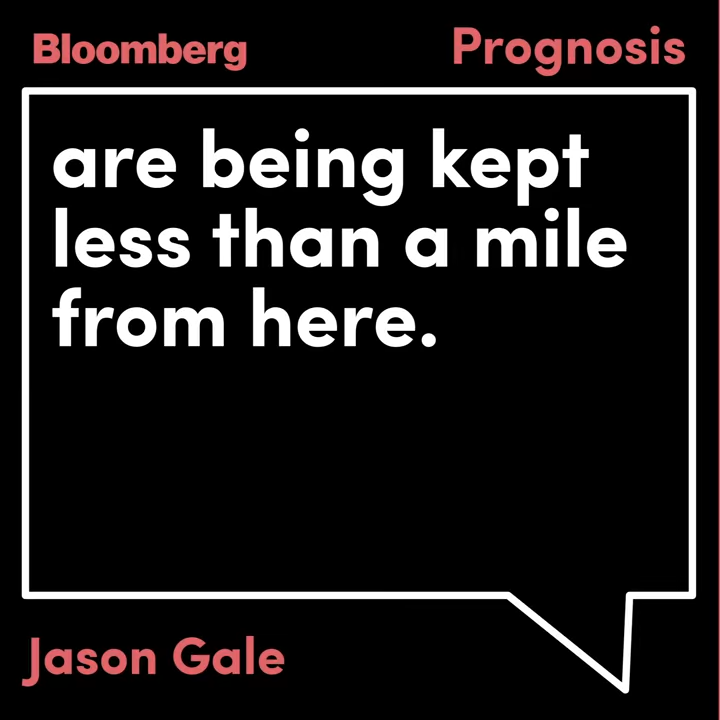 Bloomberg Prognosis
are being kept
less than a mile
from here.
Jason Gale